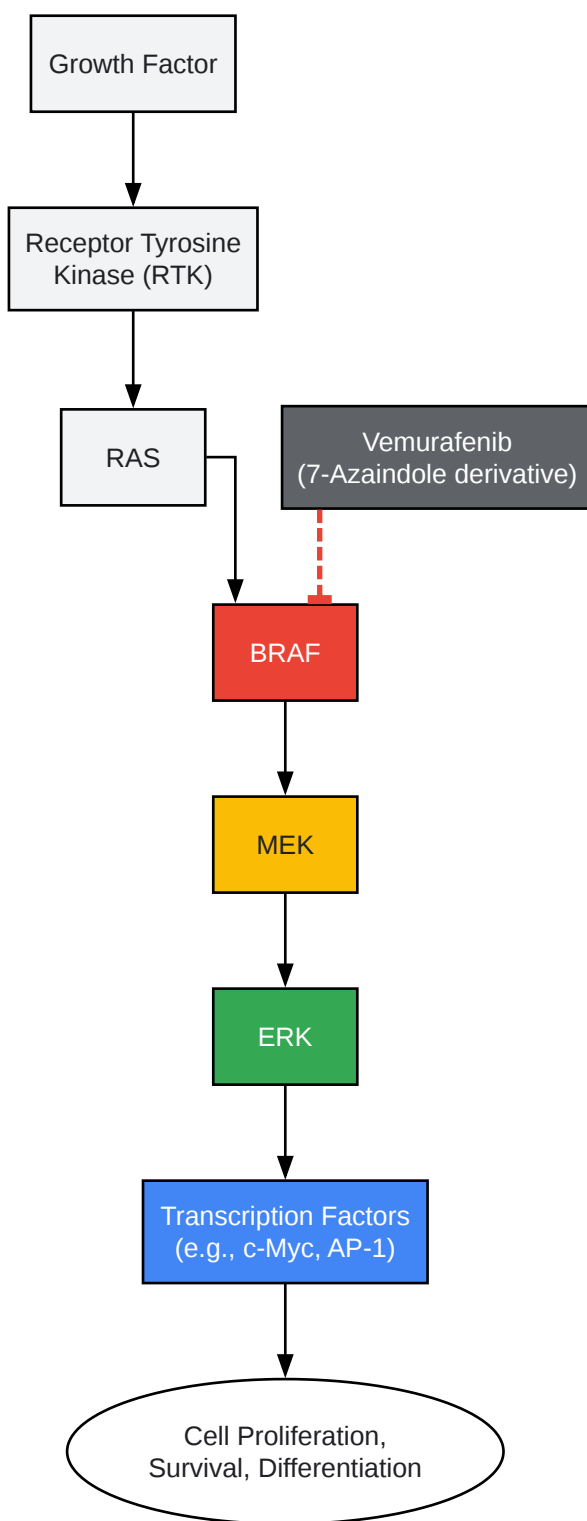 Growth Factor
Receptor Tyrosine
Kinase (RTK)
RAS
Vemurafenib
(7-Azaindole derivative)
BRAF
MEK
ERK
Transcription Factors
(e.g., c-Myc, AP-1)
Cell Proliferation,
Survival, Differentiation